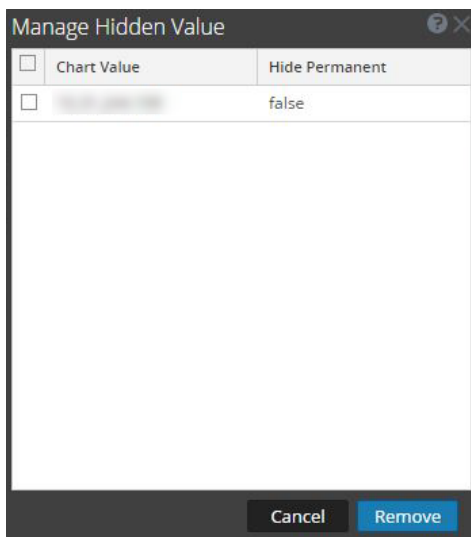 Manage Hidden Value
Chart Value Hide Permanent
false
Cancel Remove